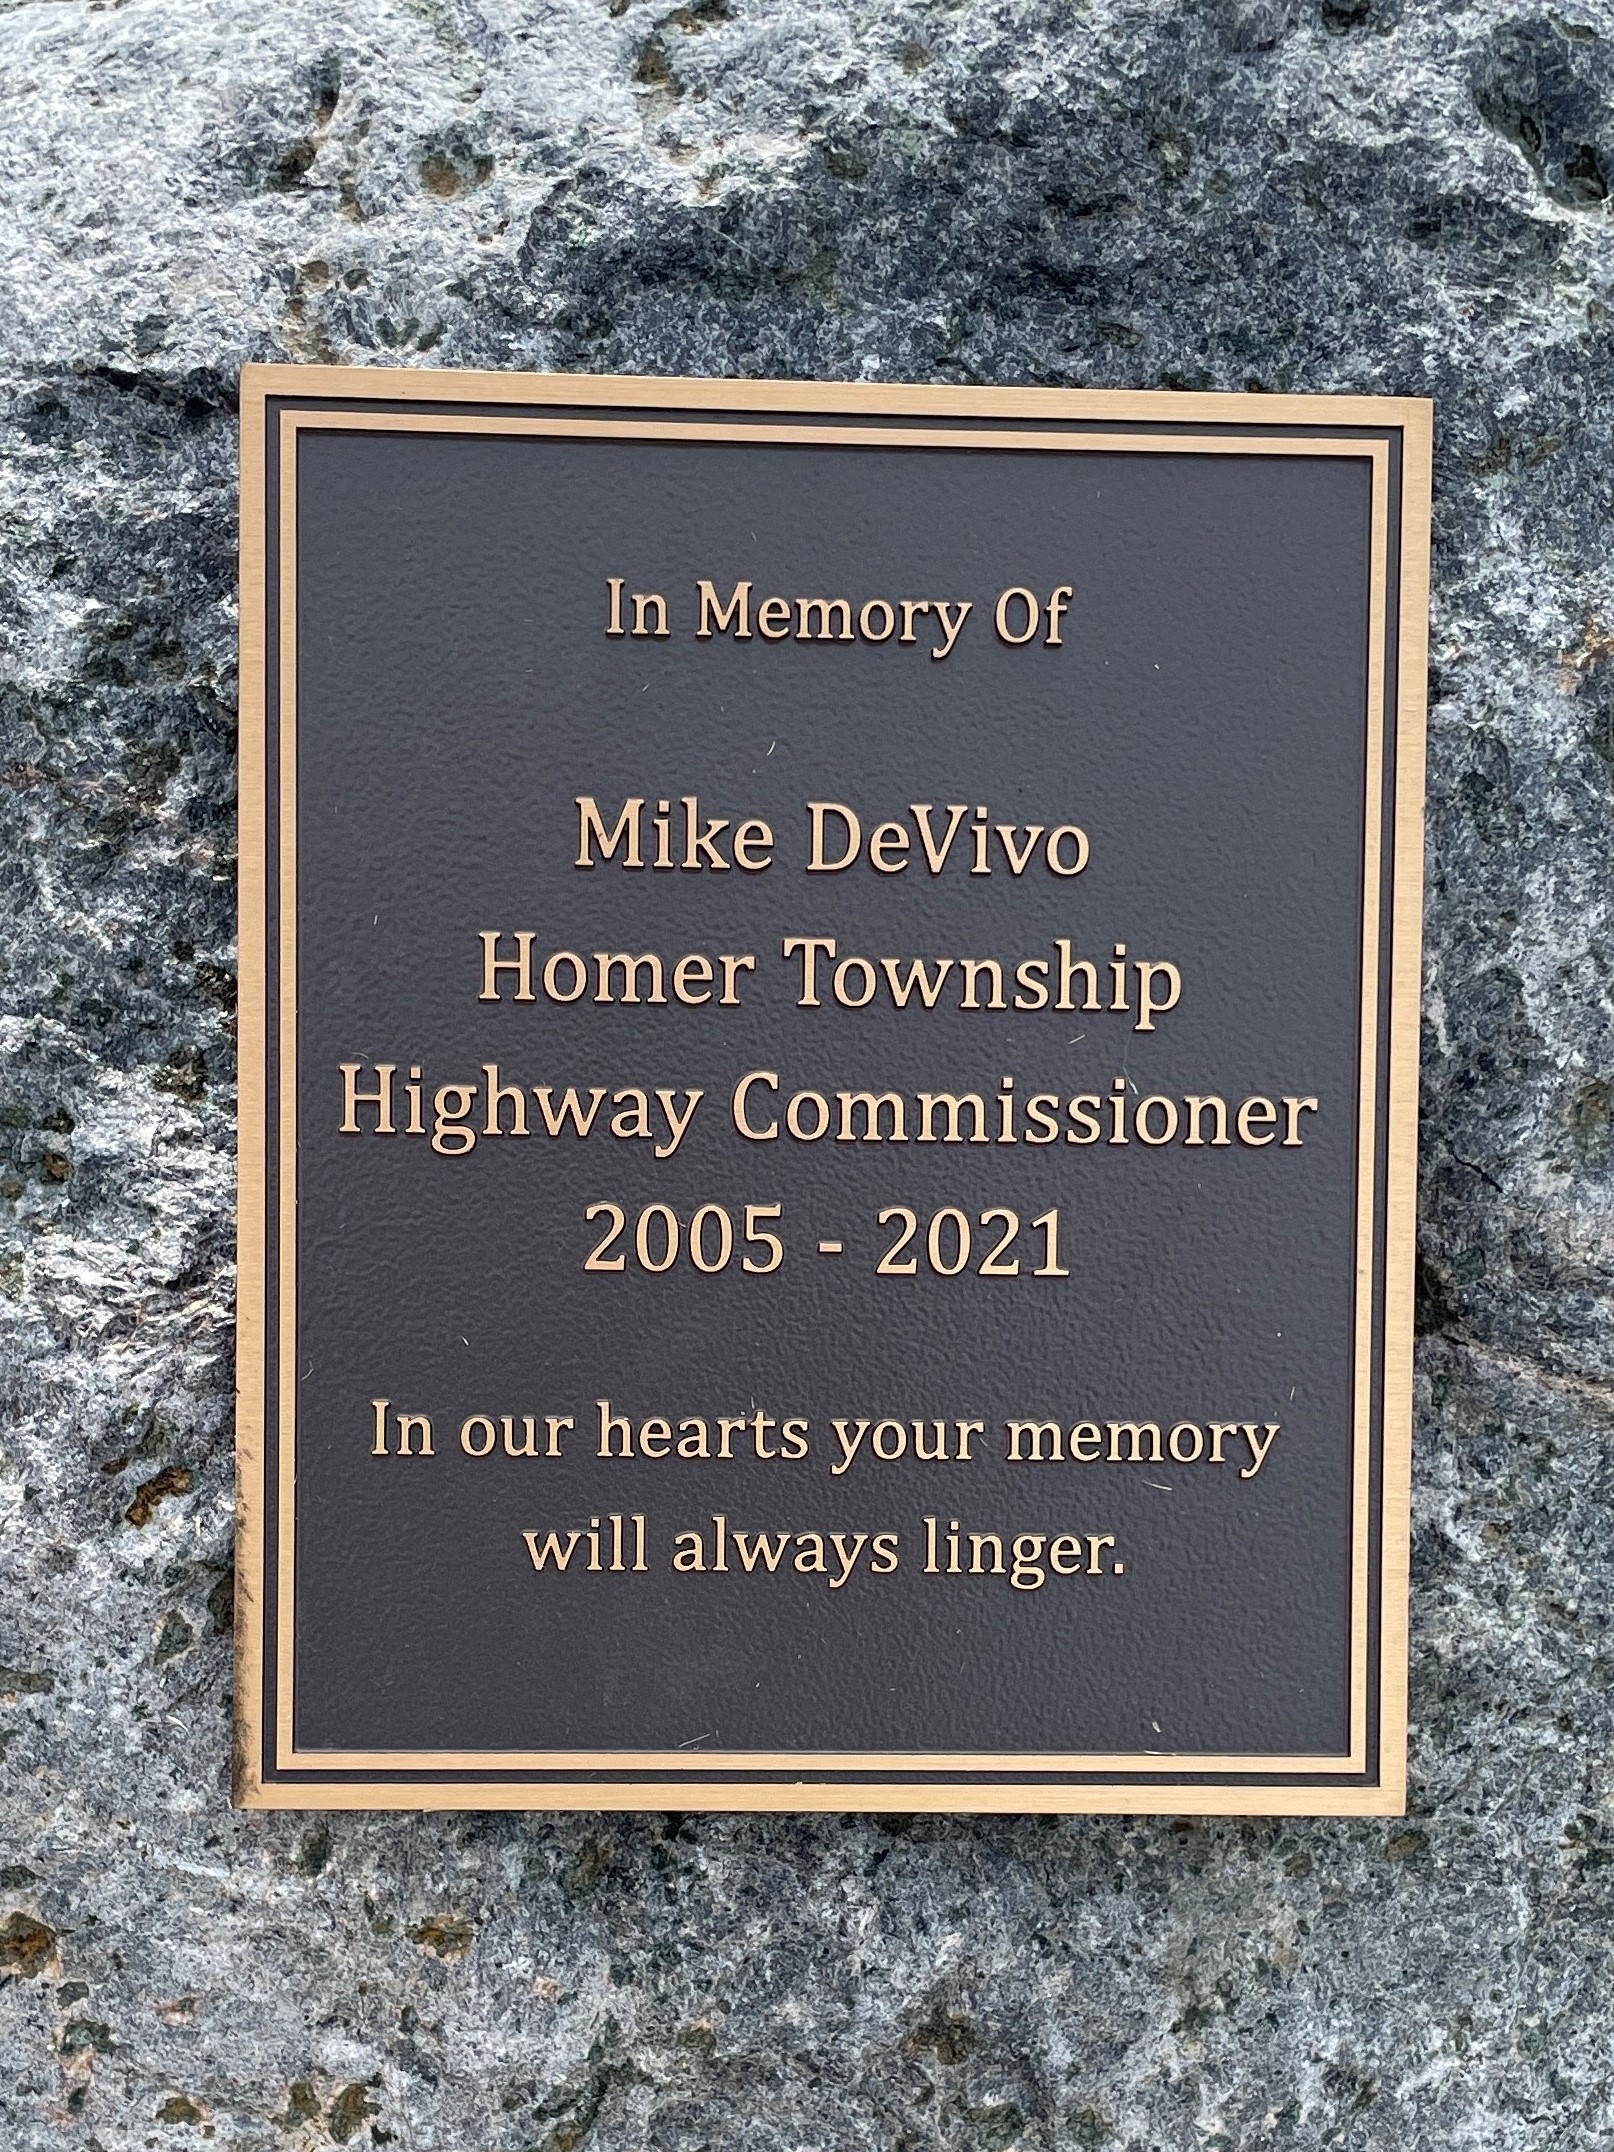 In Memory Of
Mike DeVivo
Homer Township
Highway Commissioner
2005 - 2021
In our hearts your memory
will always linger.